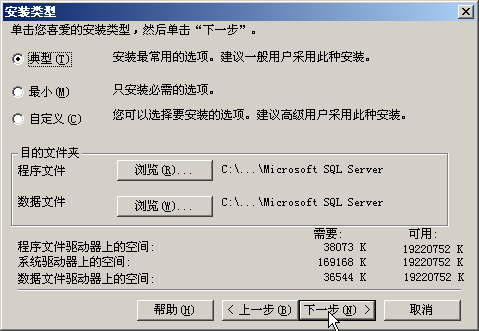 安装类型
单击您喜爱的安装类型，然后单击“下一步”。
典型(T) 安装最常用的选项。建议一般用户采用此种安装。
最小(M) 只安装必需的选项。
自定义(C) 您可以选择要安装的选项。建议高级用户采用此种安装。
目的文件夹
程序文件 浏览(R)... C:\...\Microsoft SQL Server
数据文件 浏览(W)... C:\...\Microsoft SQL Server
需要: 可用:
程序文件驱动器上的空间: 38073 K 19220752 K
系统驱动器上的空间: 169168 K 19220752 K
数据文件驱动器上的空间: 36544 K 19220752 K
帮助(H) < 上一步(B) 下一步(N) > 取消